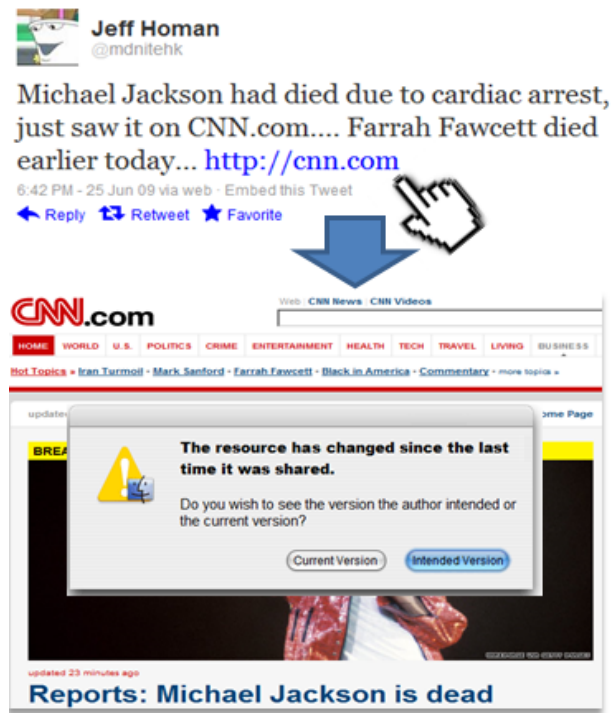 Jeff Homan
@mdnitehk
Michael Jackson had died due to cardiac arrest,
just saw it on CNN.com.... Farrah Fawcett died
earlier today... http://cnn.com
6:42 PM - 25 Jun 09 via web · Embed this Tweet
Reply Retweet Favorite
CNN.com
Web CNN News CNN Videos
HOME WORLD U.S. POLITICS CRIME ENTERTAINMENT HEALTH TECH TRAVEL LIVING BUSINESS
Hot Topics » Iran Turmoil · Mark Sanford · Farrah Fawcett · Black in America · Commentary · more topics »
update ome Page
BREA
The resource has changed since the last
time it was shared.
Do you wish to see the version the author intended or
the current version?
Current Version Intended Version
updated 23 minutes ago
Reports: Michael Jackson is dead